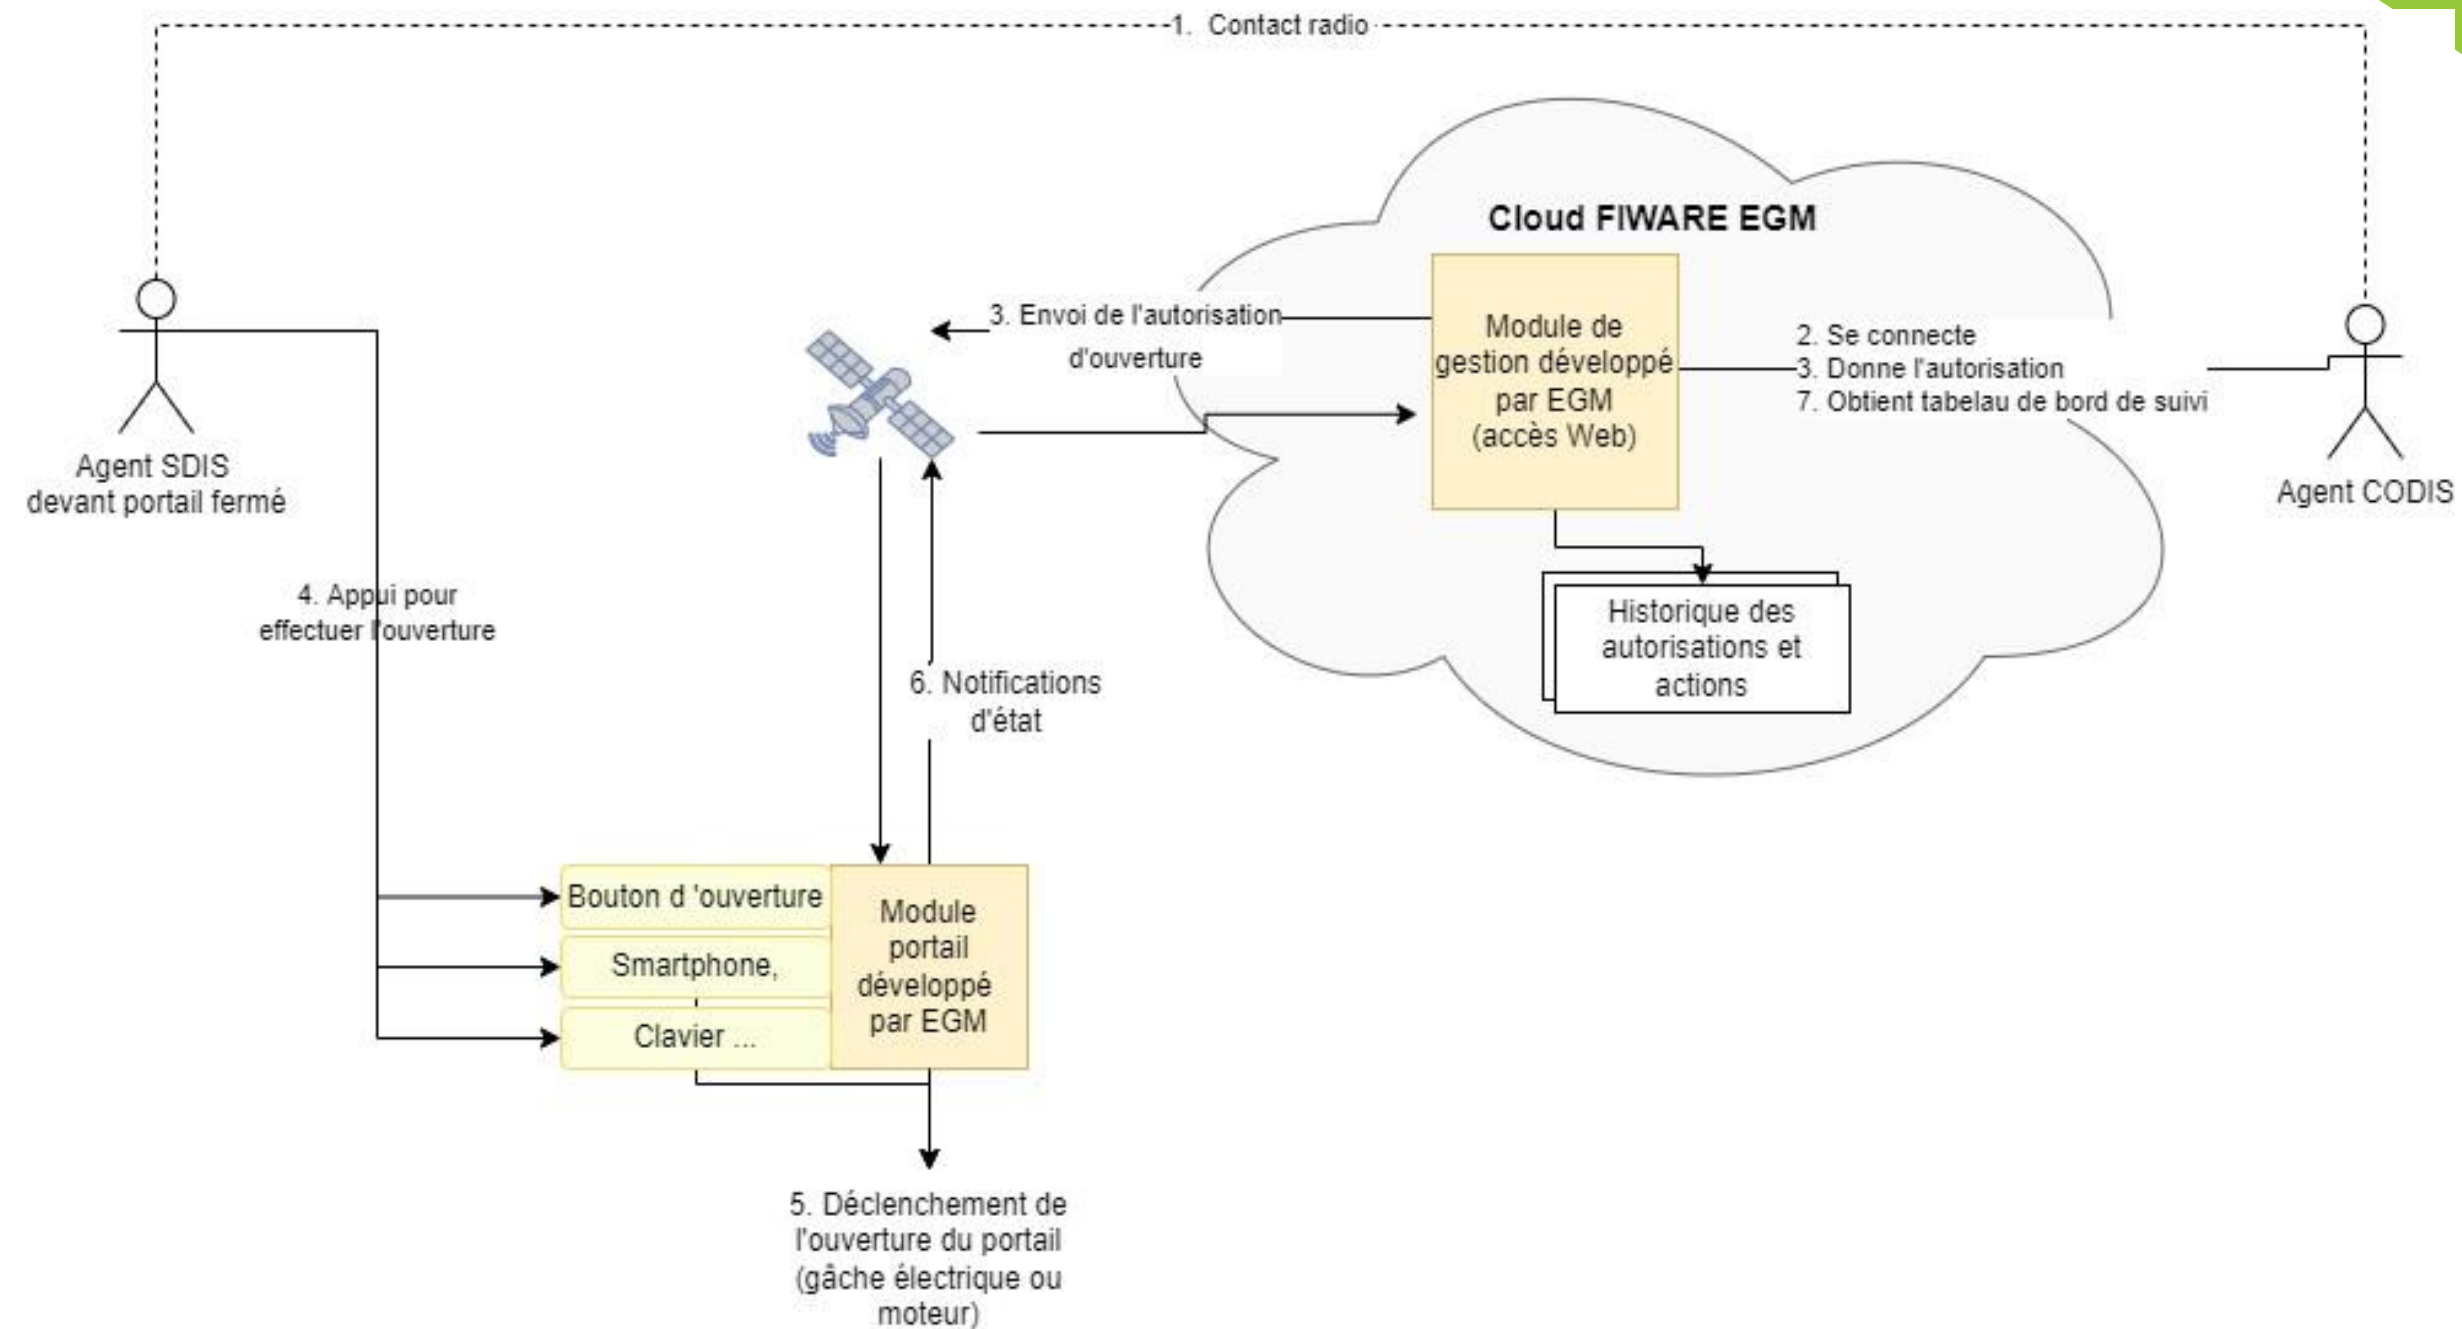 1. Contact radio
Cloud FIWARE EGM
Agent SDIS
devant portail fermé
3. Envoi de l'autorisation
d'ouverture
Module de
gestion développé
par EGM
(accès Web)
2. Se connecte
3. Donne l'autorisation
7. Obtient tabelau de bord de suivi
Agent CODIS
Historique des
autorisations et
actions
4. Appui pour
effectuer l'ouverture
6. Notifications
d'état
Bouton d 'ouverture
Smartphone,
Clavier ...
Module
portail
développé
par EGM
5. Déclenchement de
l'ouverture du portail
(gâche électrique ou
moteur)